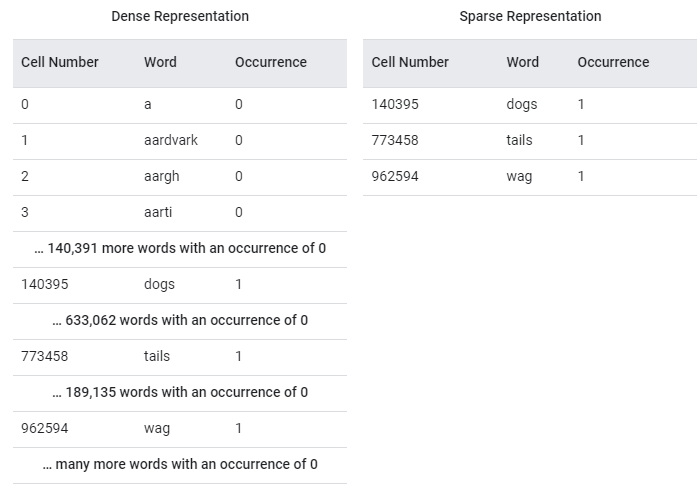 Dense Representation
Cell Number Word Occurrence
0 a 0
1 aardvark 0
2 aargh 0
3 aarti 0
... 140,391 more words with an occurrence of 0
140395 dogs 1
... 633,062 words with an occurrence of 0
773458 tails 1
... 189,135 words with an occurrence of 0
962594 wag 1
... many more words with an occurrence of 0
Sparse Representation
Cell Number Word Occurrence
140395 dogs 1
773458 tails 1
962594 wag 1